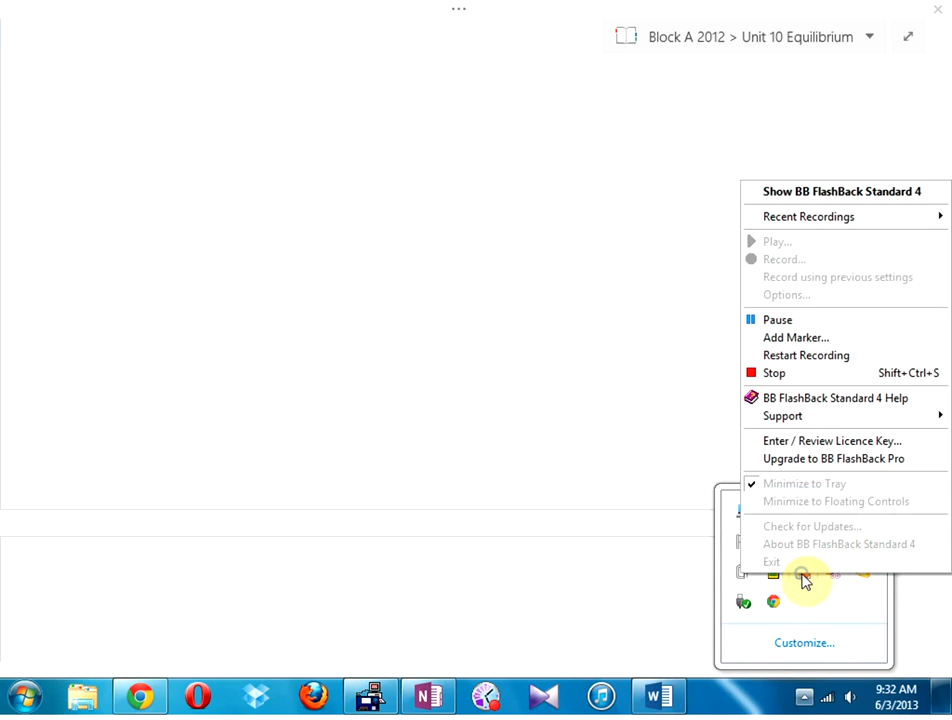 Block A 2012 > Unit 10 Equilibrium
Show BB FlashBack Standard 4
Recent Recordings
Play...
Record...
Record using previous settings
Options...
Pause
Add Marker...
Restart Recording
Stop Shift+Ctrl+S
BB FlashBack Standard 4 Help
Support
Enter / Review Licence Key...
Upgrade to BB FlashBack Pro
Minimize to Tray
Minimize to Floating Controls
Check for Updates...
About BB FlashBack Standard 4
Exit
Customize...
9:32 AM
6/3/2013